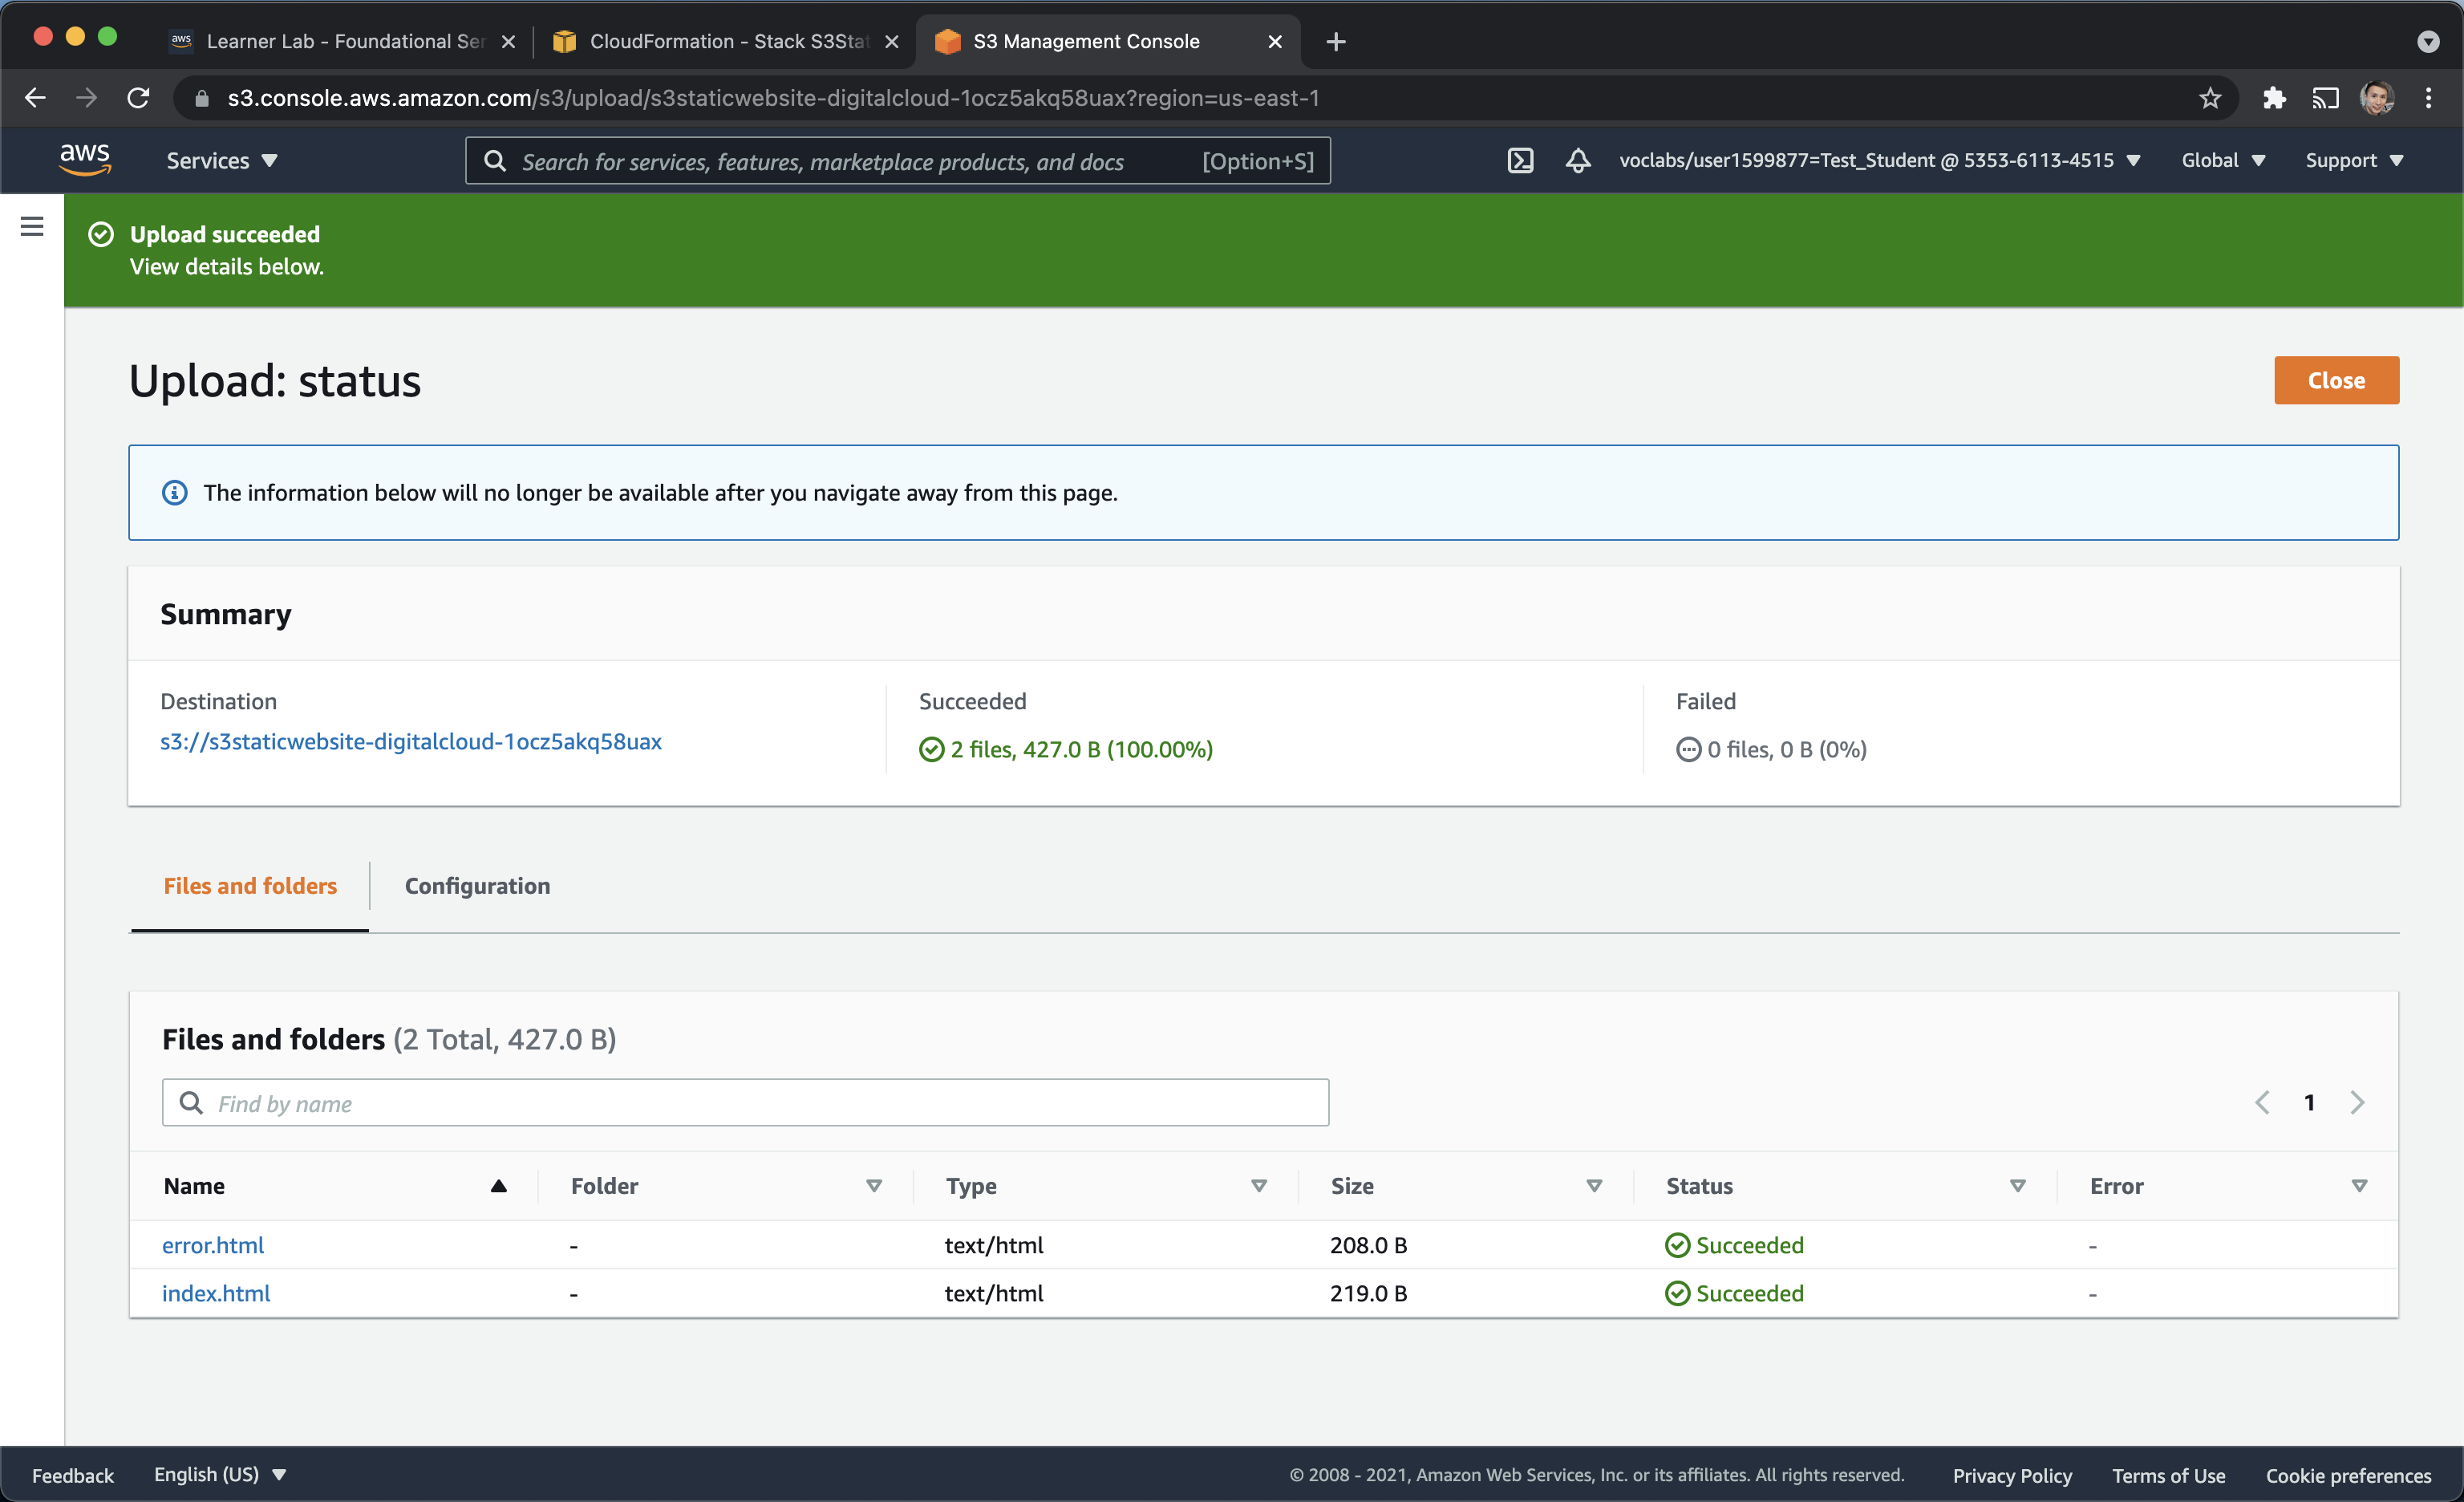 aws Learner Lab - Foundational Ser
CloudFormation - Stack S3Stat
S3 Management Console
s3.console.aws.amazon.com/s3/upload/s3staticwebsite-digitalcloud-1ocz5akq58uax?region=us-east-1
aws Services Search for services, features, marketplace products, and docs [Option+S] voclabs/user1599877=Test_Student @ 5353-6113-4515 Global Support
Upload succeeded
View details below.
Upload: status
Close
The information below will no longer be available after you navigate away from this page.
Summary
Destination Succeeded Failed
s3://s3staticwebsite-digitalcloud-1ocz5akq58uax 2 files, 427.0 B (100.00%) 0 files, 0 B (0%)
Files and folders Configuration
Files and folders (2 Total, 427.0 B)
Find by name 1
Name Folder Type Size Status Error
error.html - text/html 208.0 B Succeeded -
index.html - text/html 219.0 B Succeeded -
Feedback English (US) © 2008 - 2021, Amazon Web Services, Inc. or its affiliates. All rights reserved. Privacy Policy Terms of Use Cookie preferences